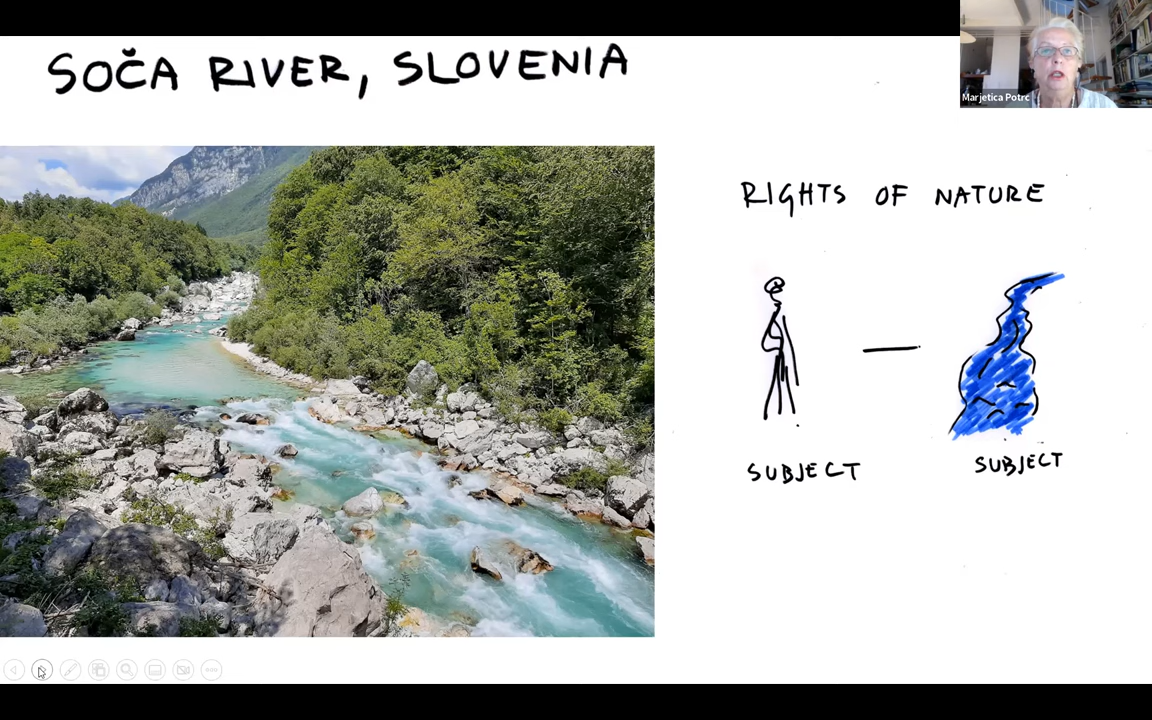 SOČA RIVER, SLOVENIA
Marjetica Potrč
RIGHTS OF NATURE
SUBJECT
SUBJECT